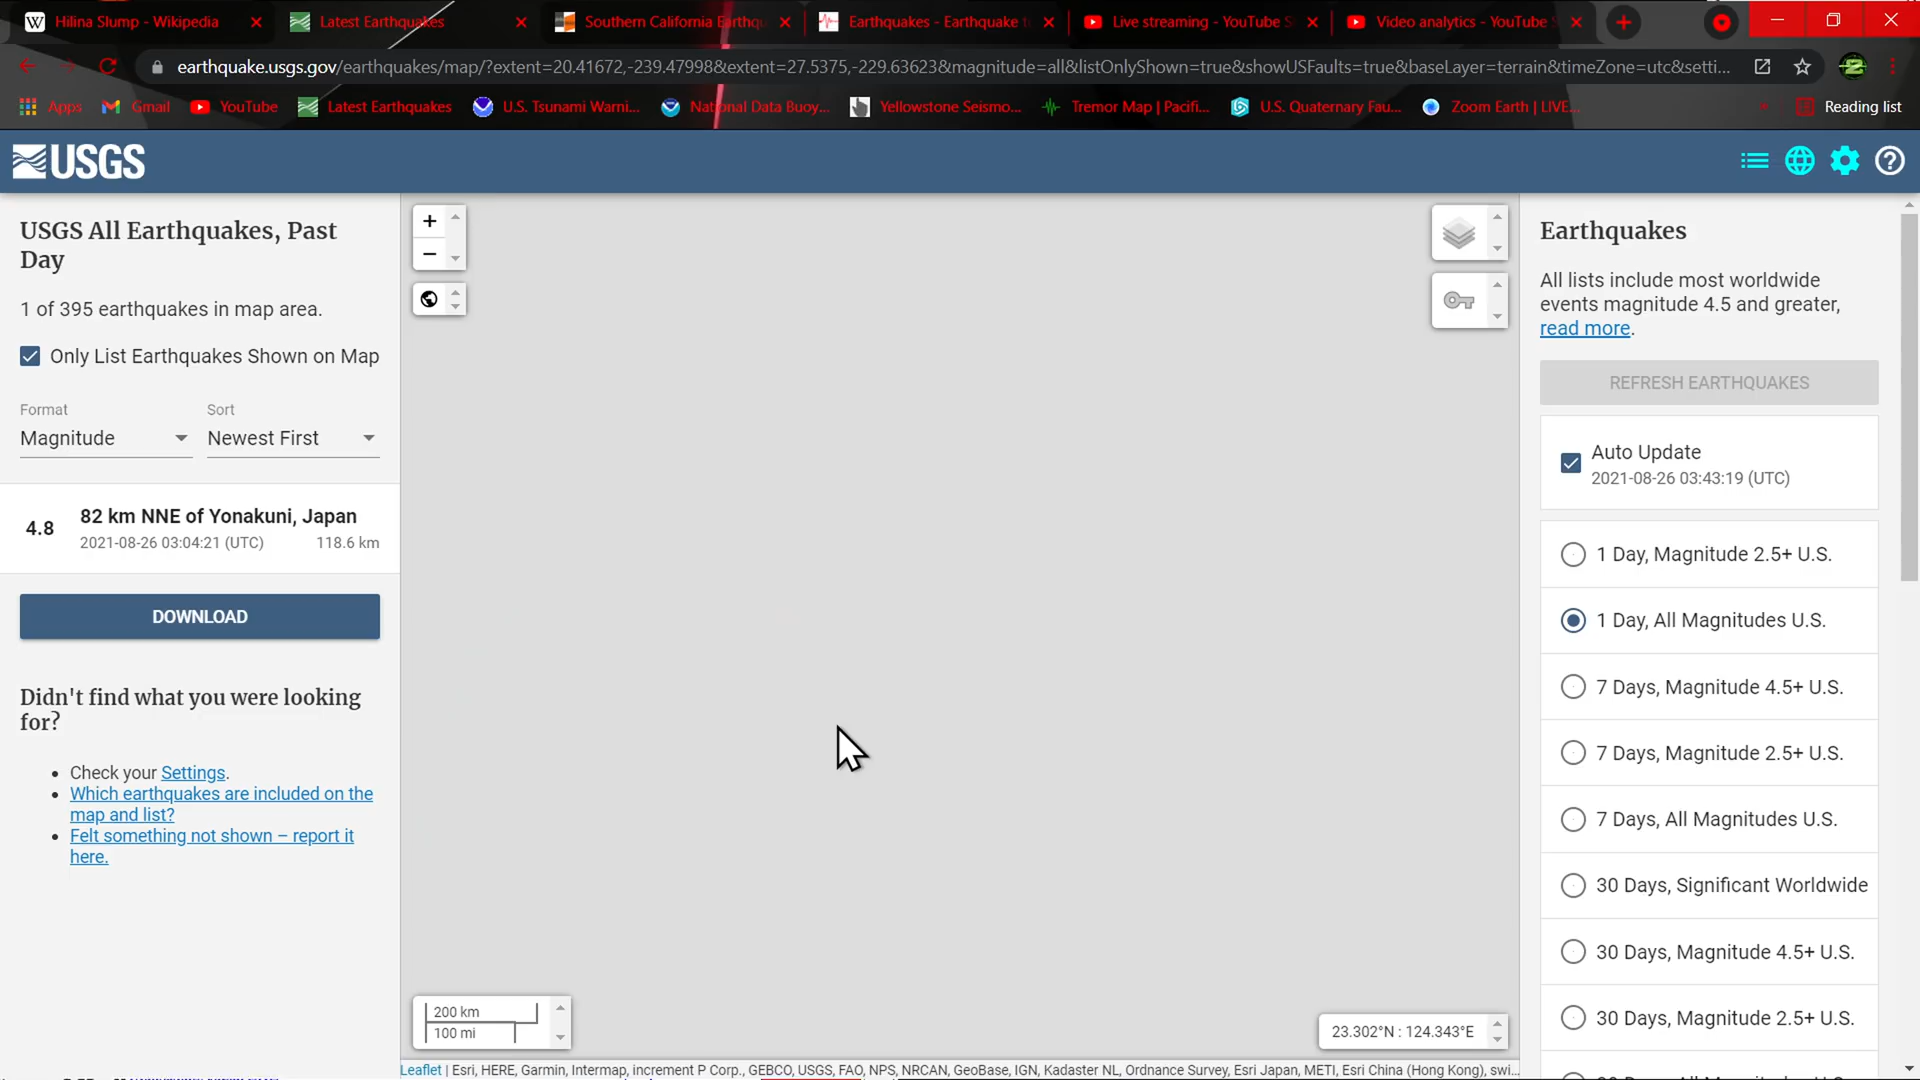 Hilina Slump - Wikipedia
Latest Earthquakes
Southern California Earthqu
Earthquakes - Earthquake t
Live streaming - YouTube S
Video analytics - YouTube S
earthquake.usgs.gov/earthquakes/map/?extent=20.41672,-239.47998&extent=27.5375,-229.63623&magnitude=all&listOnlyShown=true&showUSFaults=true&baseLayer=terrain&timeZone=utc&setti...
Apps
Gmail
YouTube
Latest Earthquakes
U.S. Tsunami Warni...
National Data Buoy...
Yellowstone Seismo...
Tremor Map | Pacifi...
U.S. Quaternary Fau...
Zoom Earth | LIVE...
Reading list
USGS
USGS All Earthquakes, Past
Day
1 of 395 earthquakes in map area.
Only List Earthquakes Shown on Map
Format
Sort
Magnitude
Newest First
4.8
82 km NNE of Yonakuni, Japan
2021-08-26 03:04:21 (UTC)
118.6 km
DOWNLOAD
Didn't find what you were looking
for?
Check your Settings.
Which earthquakes are included on the
map and list?
Felt something not shown – report it
here.
+
−
200 km
100 mi
23.302°N : 124.343°E
Leaflet | Esri, HERE, Garmin, Intermap, increment P Corp., GEBCO, USGS, FAO, NPS, NRCAN, GeoBase, IGN, Kadaster NL, Ordnance Survey, Esri Japan, METI, Esri China (Hong Kong), swi...
Earthquakes
All lists include most worldwide
events magnitude 4.5 and greater,
read more.
REFRESH EARTHQUAKES
Auto Update
2021-08-26 03:43:19 (UTC)
1 Day, Magnitude 2.5+ U.S.
1 Day, All Magnitudes U.S.
7 Days, Magnitude 4.5+ U.S.
7 Days, Magnitude 2.5+ U.S.
7 Days, All Magnitudes U.S.
30 Days, Significant Worldwide
30 Days, Magnitude 4.5+ U.S.
30 Days, Magnitude 2.5+ U.S.